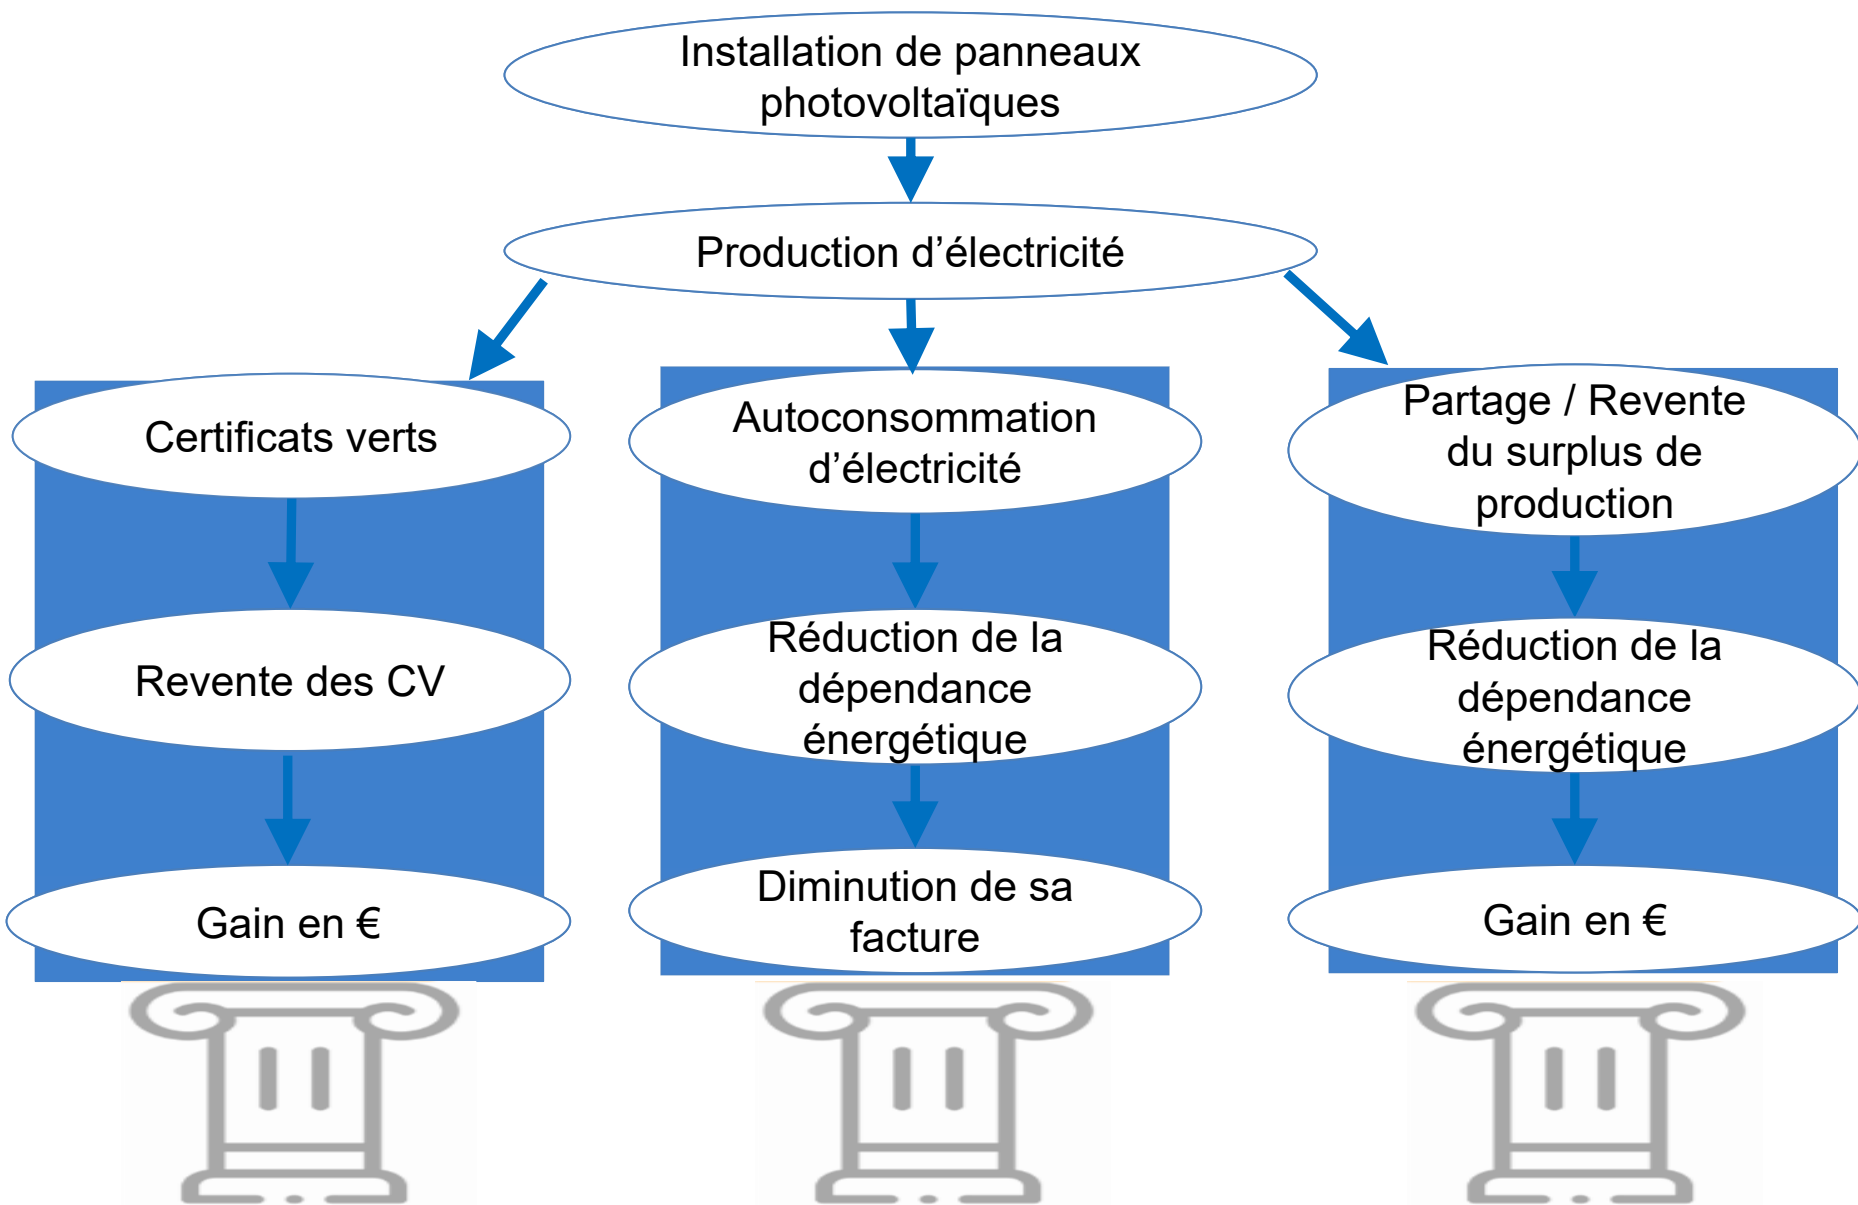 Installation de panneaux
photovoltaïques
Production d’électricité
Certificats verts
Revente des CV
Gain en €
Autoconsommation
d’électricité
Réduction de la
dépendance
énergétique
Diminution de sa
facture
Partage / Revente
du surplus de
production
Réduction de la
dépendance
énergétique
Gain en €